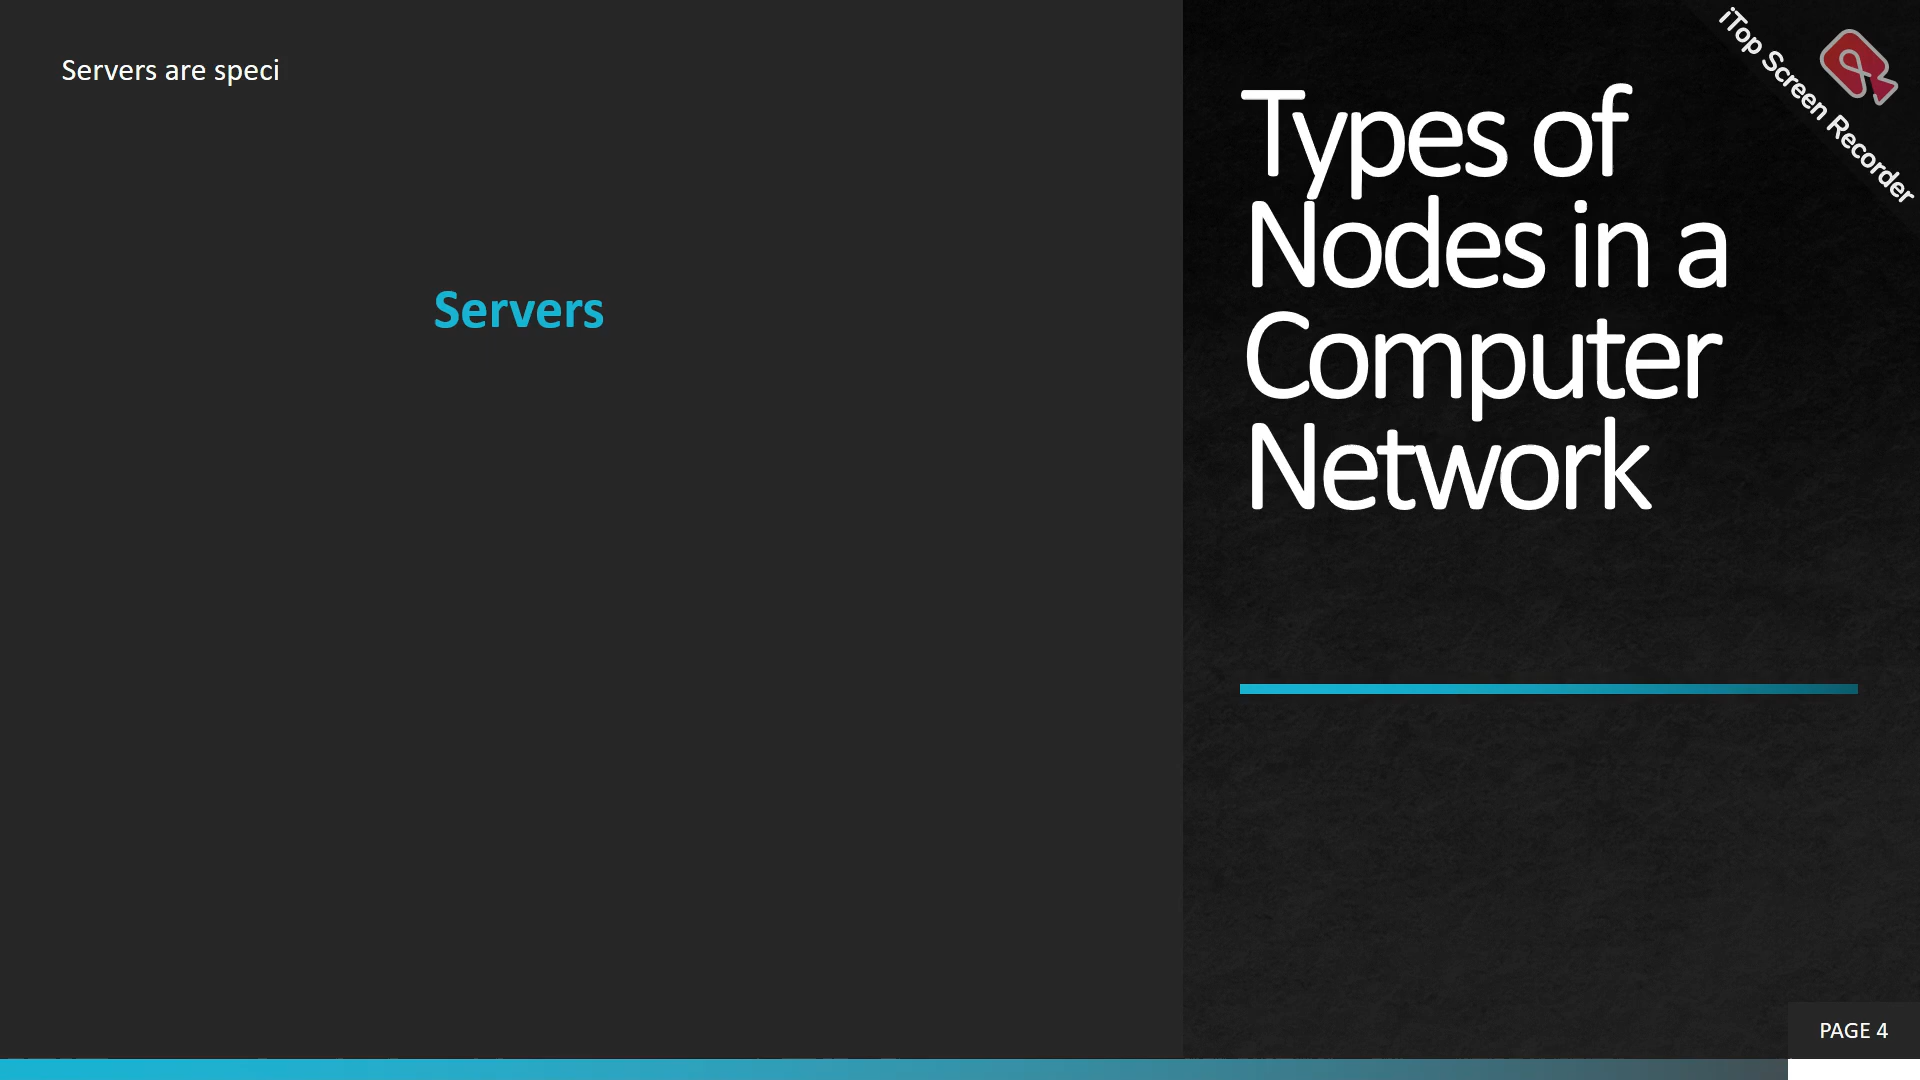 Servers are speci
Servers
Types of
Nodes in a
Computer
Network
iTop Screen Recorder
PAGE 4